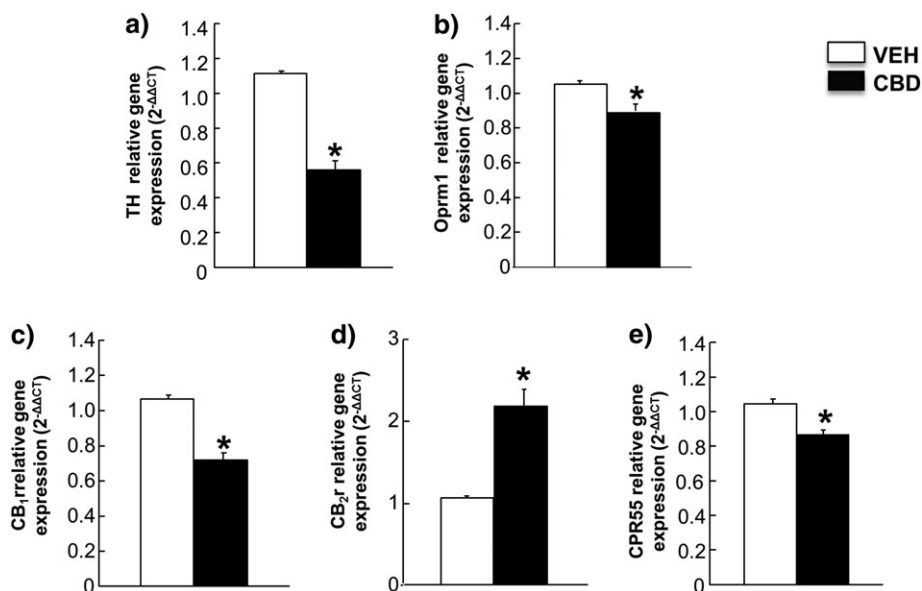 a)
TH relative gene
expression (2-ΔΔCT)
1.4
1.2
1.0
0.8
0.6
0.4
0.2
0
*
b)
Oprm1 relative gene
expression (2-ΔΔCT)
1.4
1.2
1.0
0.8
0.6
0.4
0.2
0
*
VEH
CBD
c)
CB1rrelative gene
expression (2-ΔΔCT)
1.4
1.2
1.0
0.8
0.6
0.4
0.2
0
*
d)
CB2r relative gene
expression (2-ΔΔCT)
3
2
1
0
*
e)
CPR55 relative gene
expression (2-ΔΔCT)
1.4
1.2
1.0
0.8
0.6
0.4
0.2
0
*